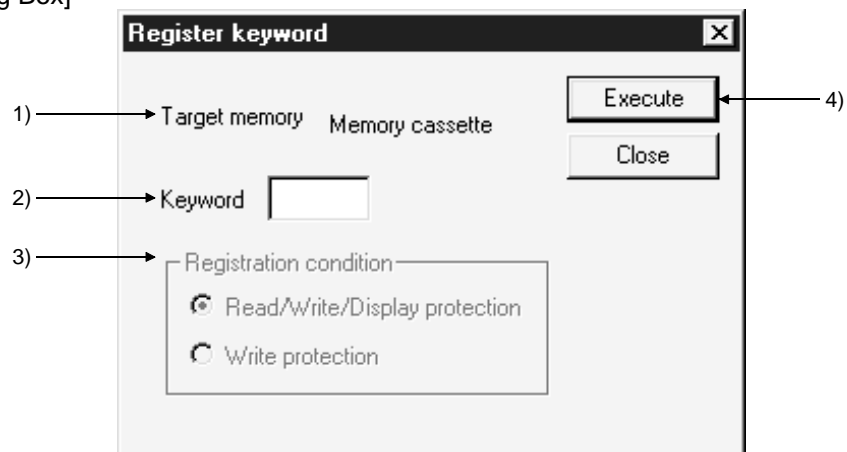 g Box]
Register keyword
1) Target memory Memory cassette
Execute 4)
Close
2) Keyword
3) Registration condition
Read/Write/Display protection
Write protection